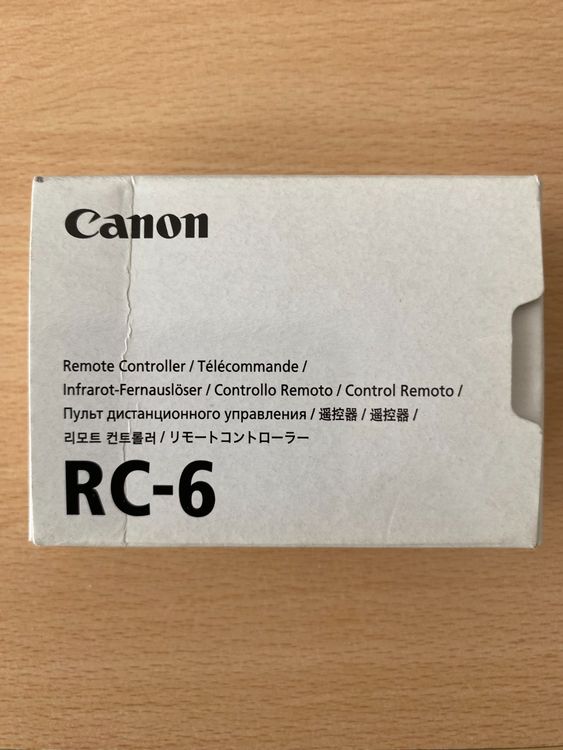 Canon
Remote Controller / Télécommande /
Infrarot-Fernauslöser / Controllo Remoto / Control Remoto /
Пульт дистанционного управления / 遥控器 / 遙控器 /
리모트 컨트롤러 / リモートコントローラー
RC-6